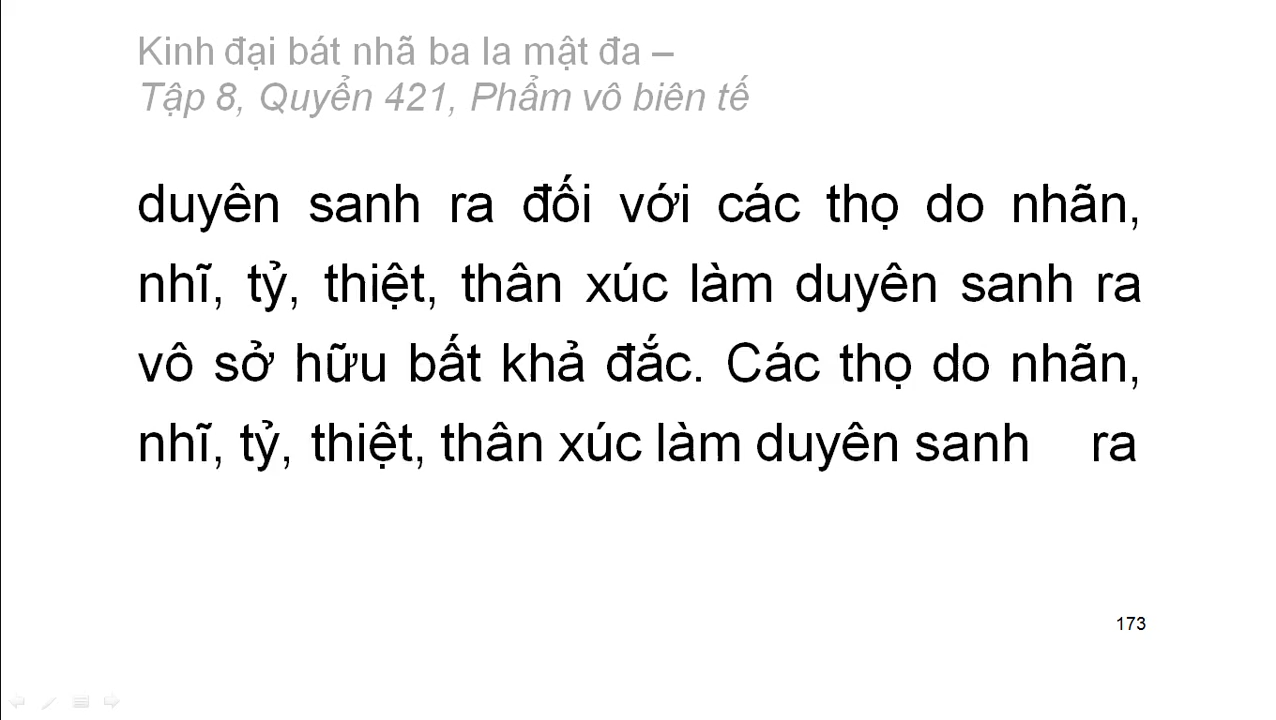 Kinh đại bát nhã ba la mật đa –
Tập 8, Quyển 421, Phẩm vô biên tế
duyên sanh ra đối với các thọ do nhãn,
nhĩ, tỷ, thiệt, thân xúc làm duyên sanh ra
vô sở hữu bất khả đắc. Các thọ do nhãn,
nhĩ, tỷ, thiệt, thân xúc làm duyên sanh ra
173